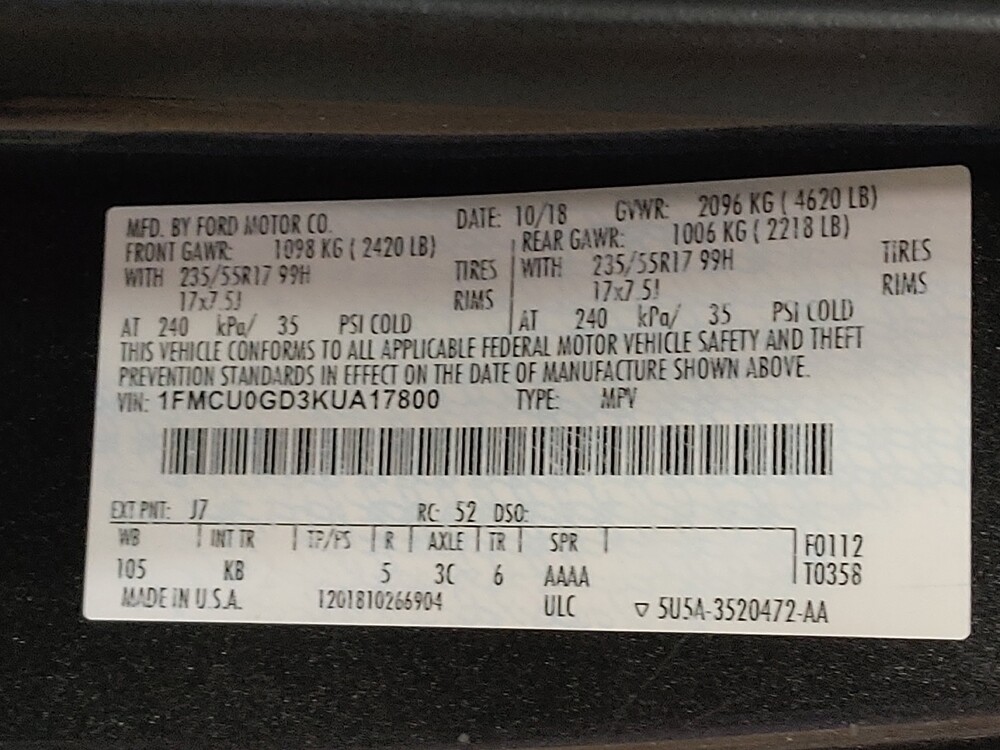 MFD. BY FORD MOTOR CO. DATE: 10/18 GVWR: 2096 KG ( 4620 LB)
FRONT GAWR: 1098 KG ( 2420 LB) REAR GAWR: 1006 KG ( 2218 LB)
WITH 235/55R17 99H TIRES WITH 235/55R17 99H TIRES
17x7.5J RIMS 17x7.5J RIMS
AT 240 kPa/ 35 PSI COLD AT 240 kPa/ 35 PSI COLD
THIS VEHICLE CONFORMS TO ALL APPLICABLE FEDERAL MOTOR VEHICLE SAFETY AND THEFT
PREVENTION STANDARDS IN EFFECT ON THE DATE OF MANUFACTURE SHOWN ABOVE.
VIN: 1FMCU0GD3KUA17800 TYPE: MPV
EXT PNT: J7 RC: 52 DSO:
WB INT TR TP/PS R AXLE TR SPR F0112
105 KB 5 3C 6 AAAA T0358
MADE IN U.S.A. 1201810266904 ULC ▽ 5U5A-3520472-AA